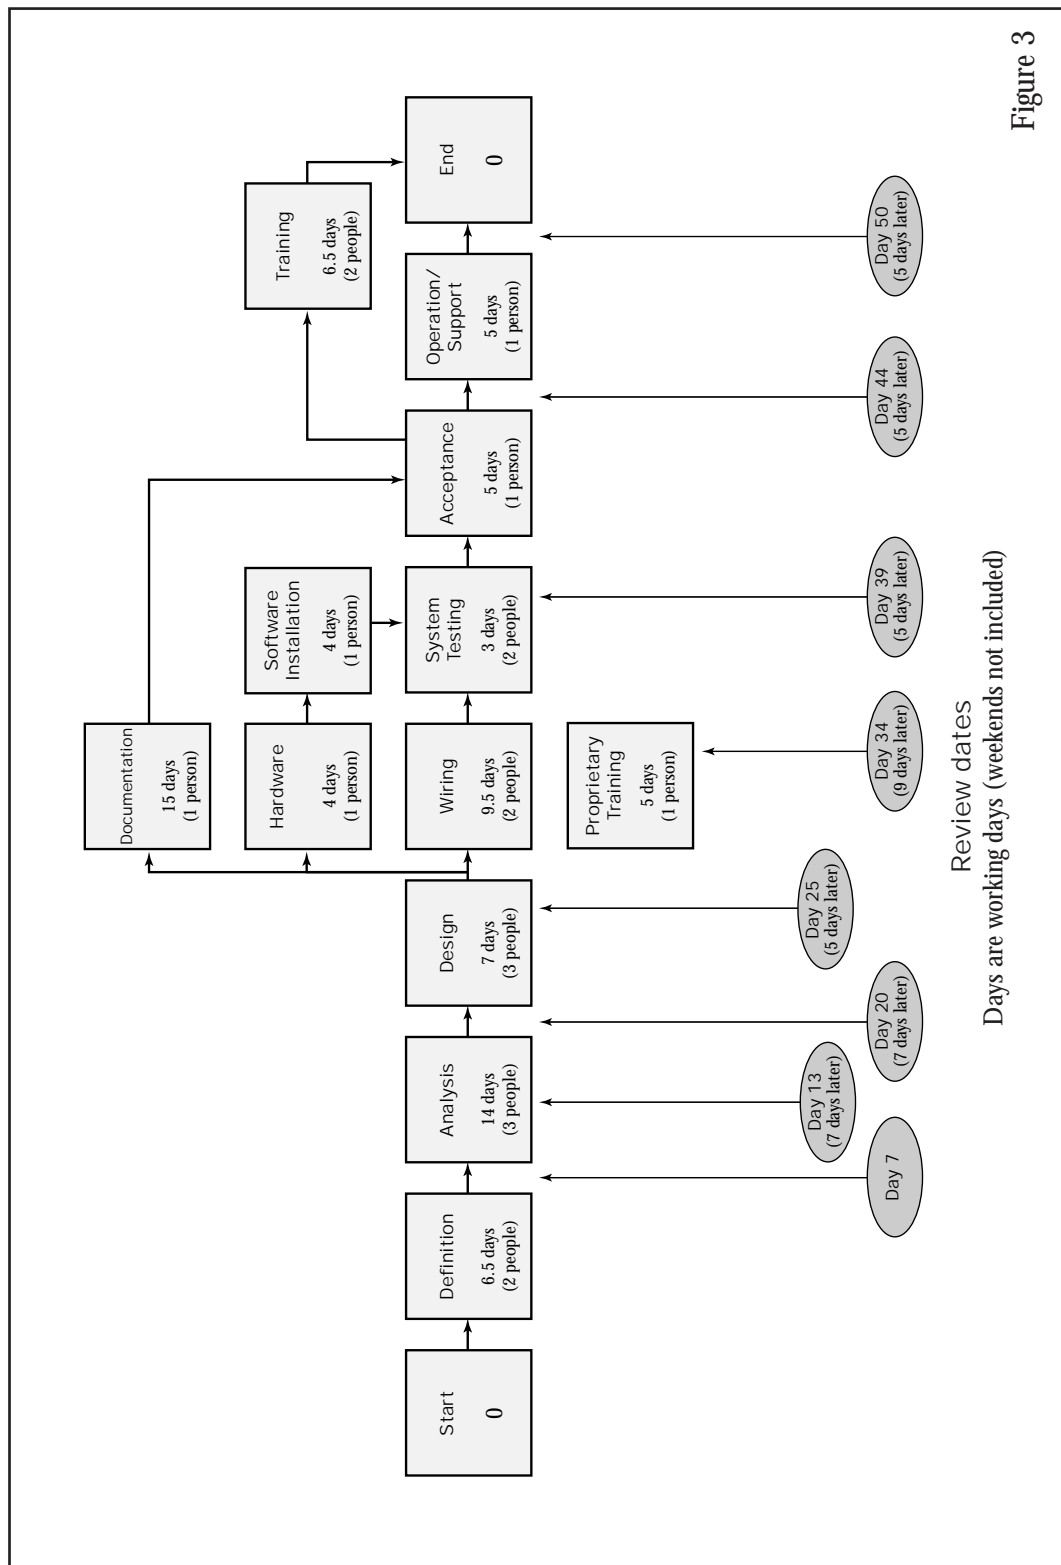 Start
0
Definition
6.5 days
(2 people)
Analysis
14 days
(3 people)
Design
7 days
(3 people)
Documentation
15 days
(1 person)
Hardware
4 days
(1 person)
Wiring
9.5 days
(2 people)
Proprietary
Training
5 days
(1 person)
Software
Installation
4 days
(1 person)
System
Testing
3 days
(2 people)
Acceptance
5 days
(1 person)
Training
6.5 days
(2 people)
Operation/
Support
5 days
(1 person)
End
0
Day 7
Day 13
(7 days later)
Day 20
(7 days later)
Day 25
(5 days later)
Day 34
(9 days later)
Day 39
(5 days later)
Day 44
(5 days later)
Day 50
(5 days later)
Review dates
Days are working days (weekends not included)
Figure 3